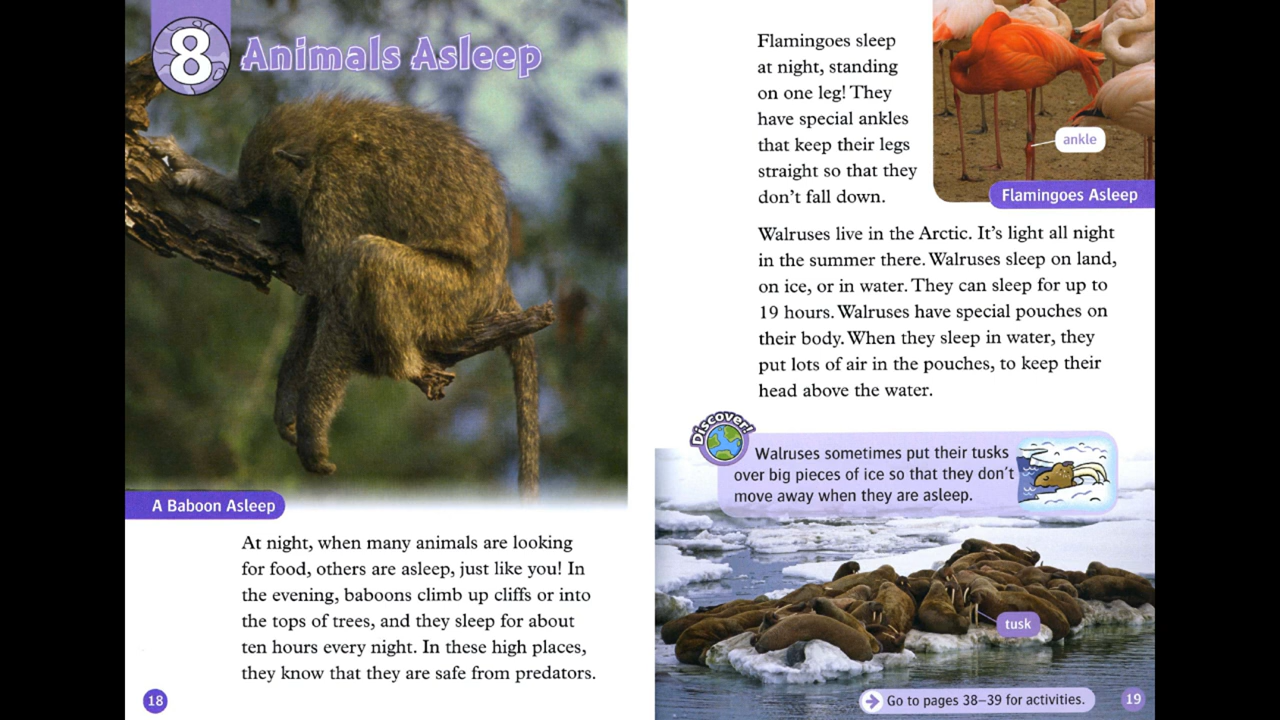 8 Animals Asleep
A Baboon Asleep
At night, when many animals are looking
for food, others are asleep, just like you! In
the evening, baboons climb up cliffs or into
the tops of trees, and they sleep for about
ten hours every night. In these high places,
they know that they are safe from predators.
18
Flamingoes sleep
at night, standing
on one leg! They
have special ankles
that keep their legs
straight so that they
don't fall down.
ankle
Flamingoes Asleep
Walruses live in the Arctic. It's light all night
in the summer there. Walruses sleep on land,
on ice, or in water. They can sleep for up to
19 hours. Walruses have special pouches on
their body. When they sleep in water, they
put lots of air in the pouches, to keep their
head above the water.
Discover!
Walruses sometimes put their tusks
over big pieces of ice so that they don't
move away when they are asleep.
tusk
Go to pages 38–39 for activities.
19